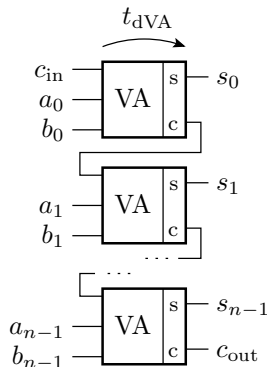 t_dVA
c_in
a_0
b_0
VA
s
c
s_0
a_1
b_1
VA
s
c
s_1
...
...
a_{n-1}
b_{n-1}
VA
s
c
s_{n-1}
c_out